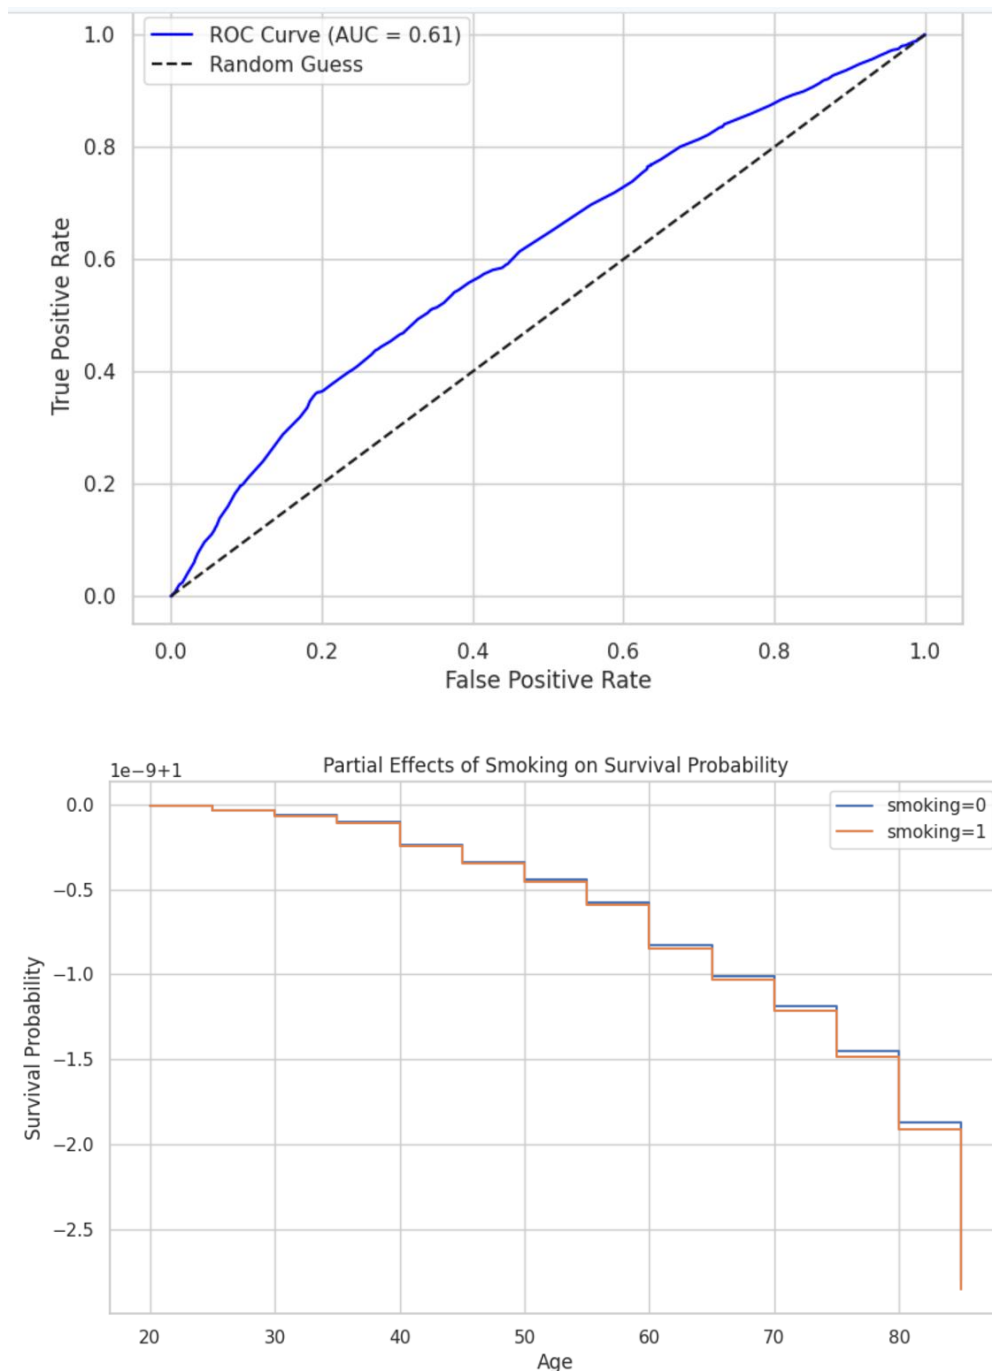 ROC Curve (AUC = 0.61)
Random Guess
1.0
0.8
0.6
0.4
0.2
0.0
True Positive Rate
0.0 0.2 0.4 0.6 0.8 1.0
False Positive Rate
1e−9+1
Partial Effects of Smoking on Survival Probability
smoking=0
smoking=1
0.0
−0.5
−1.0
−1.5
−2.0
−2.5
Survival Probability
20 30 40 50 60 70 80
Age